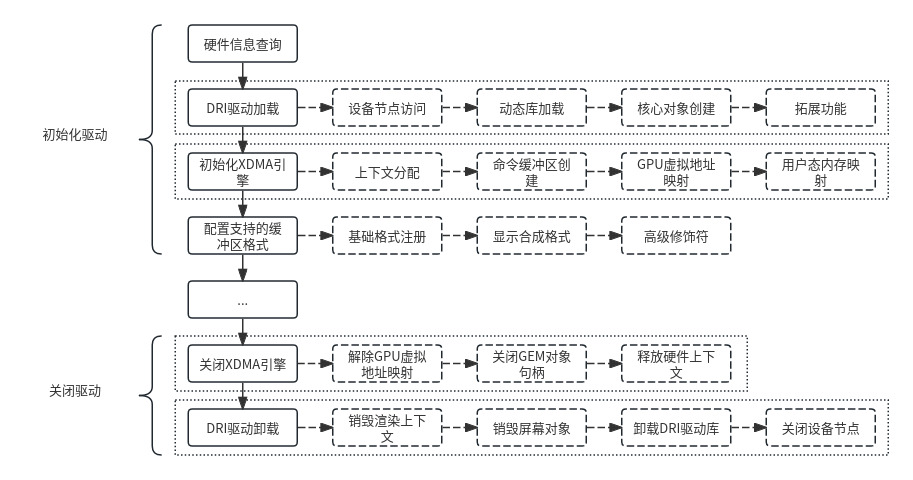 硬件信息查询
初始化驱动
DRI驱动加载
设备节点访问
动态库加载
核心对象创建
拓展功能
初始化XDMA引
擎
上下文分配
命令缓冲区创
建
GPU虚拟地址
映射
用户态内存映
射
配置支持的缓
冲区格式
基础格式注册
显示合成格式
高级修饰符
...
关闭驱动
关闭XDMA引擎
解除GPU虚拟
地址映射
关闭GEM对象
句柄
释放硬件上下
文
DRI驱动卸载
销毁渲染上下
文
销毁屏幕对象
卸载DRI驱动库
关闭设备节点